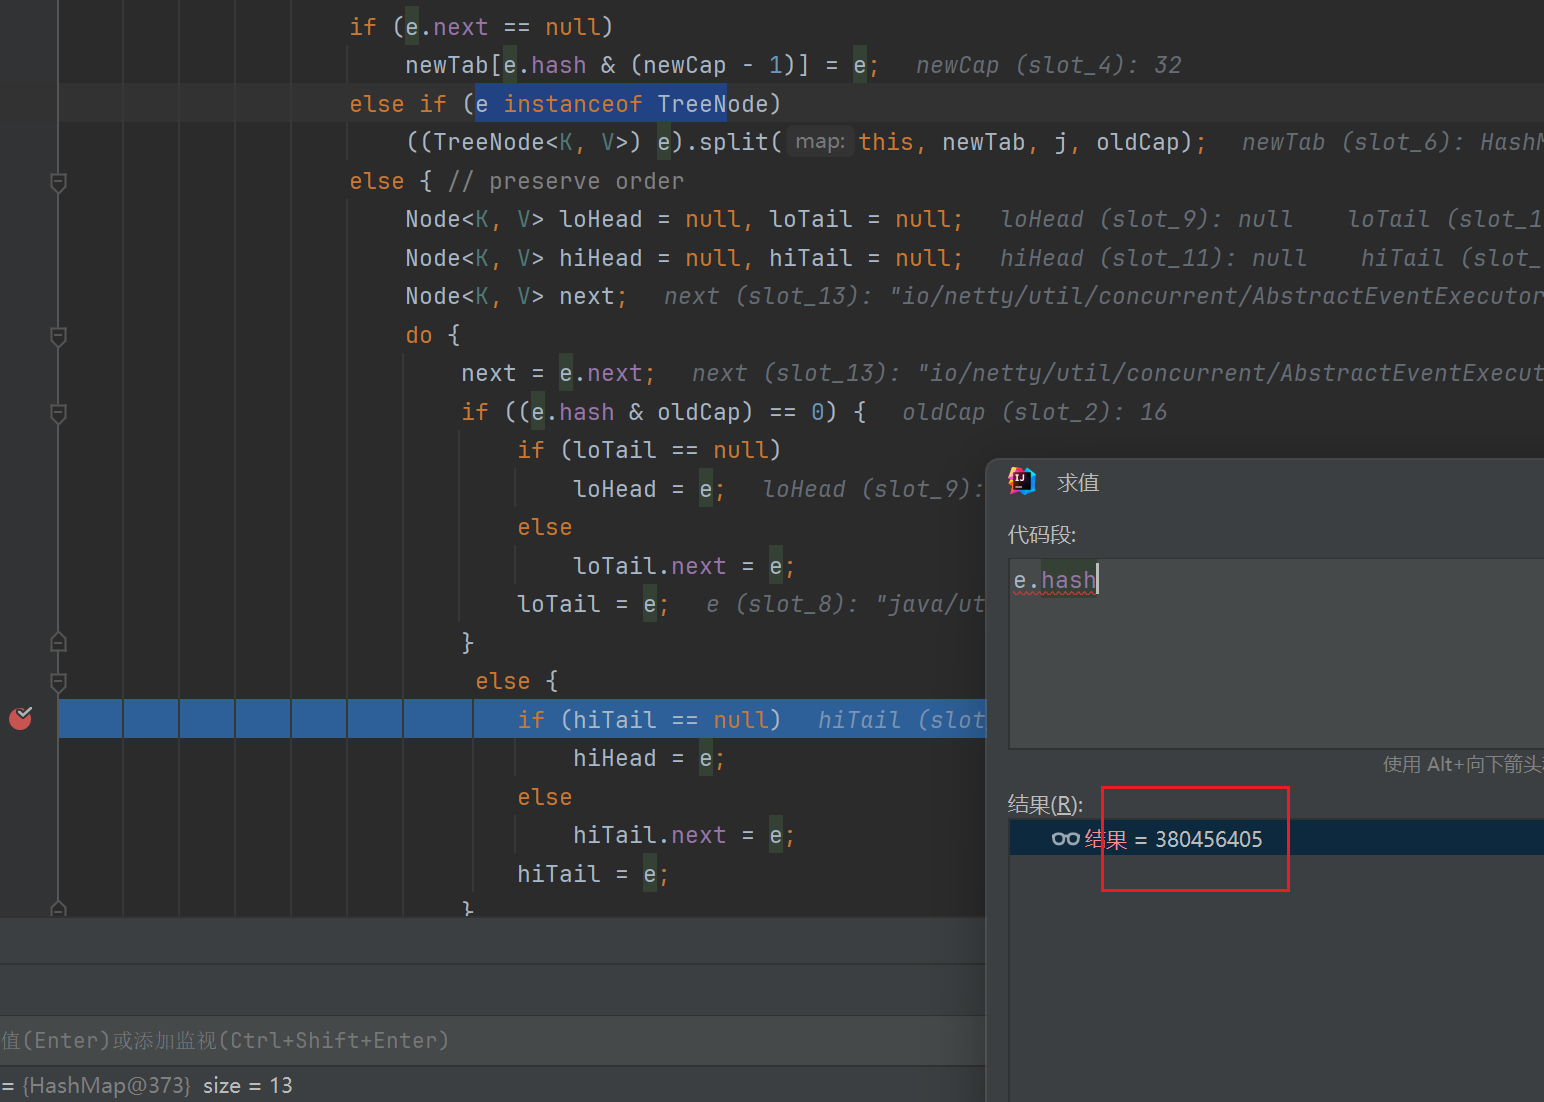 if (e.next == null)
newTab[e.hash & (newCap - 1)] = e; newCap (slot_4): 32
else if (e instanceof TreeNode)
((TreeNode<K, V>) e).split( map: this, newTab, j, oldCap); newTab (slot_6): HashM
else { // preserve order
Node<K, V> loHead = null, loTail = null; loHead (slot_9): null loTail (slot_1
Node<K, V> hiHead = null, hiTail = null; hiHead (slot_11): null hiTail (slot_
Node<K, V> next; next (slot_13): "io/netty/util/concurrent/AbstractEventExecutor
do {
next = e.next; next (slot_13): "io/netty/util/concurrent/AbstractEventExecut
if ((e.hash & oldCap) == 0) { oldCap (slot_2): 16
if (loTail == null)
loHead = e; loHead (slot_9):
else
loTail.next = e;
loTail = e; e (slot_8): "java/ut
}
else {
if (hiTail == null) hiTail (slot_
hiHead = e;
else
hiTail.next = e;
hiTail = e;
}
求值
代码段:
e.hash
使用 Alt+向下箭头
结果(R):
结果 = 380456405
值(Enter)或添加监视(Ctrl+Shift+Enter)
= {HashMap@373} size = 13